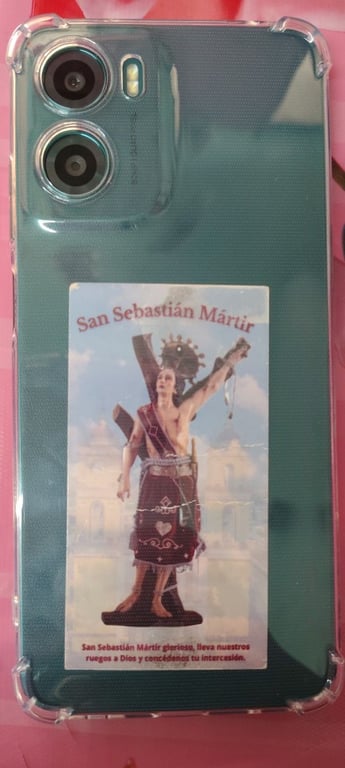 San Sebastián Mártir
San Sebastián Mártir glorioso, lleva nuestros
ruegos a Dios y concédenos tu intercesión.